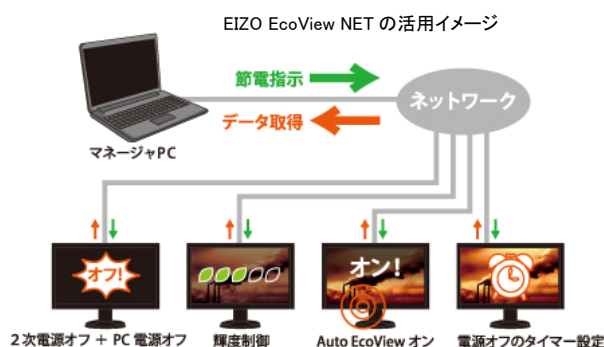 EIZO EcoView NET の活用イメージ
節電指示
ネットワーク
データ取得
マネージャPC
オフ!
オン!
2次電源オフ + PC電源オフ
輝度制御
Auto EcoView オン
電源オフのタイマー設定